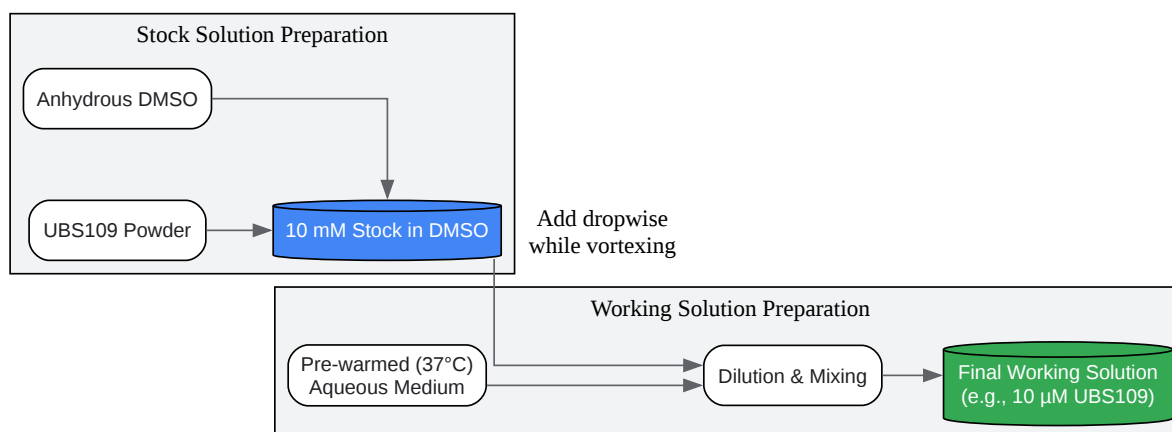 Stock Solution Preparation
Anhydrous DMSO
UBS109 Powder
10 mM Stock in DMSO
Add dropwise
while vortexing
Working Solution Preparation
Pre-warmed (37°C)
Aqueous Medium
Dilution & Mixing
Final Working Solution
(e.g., 10 µM UBS109)